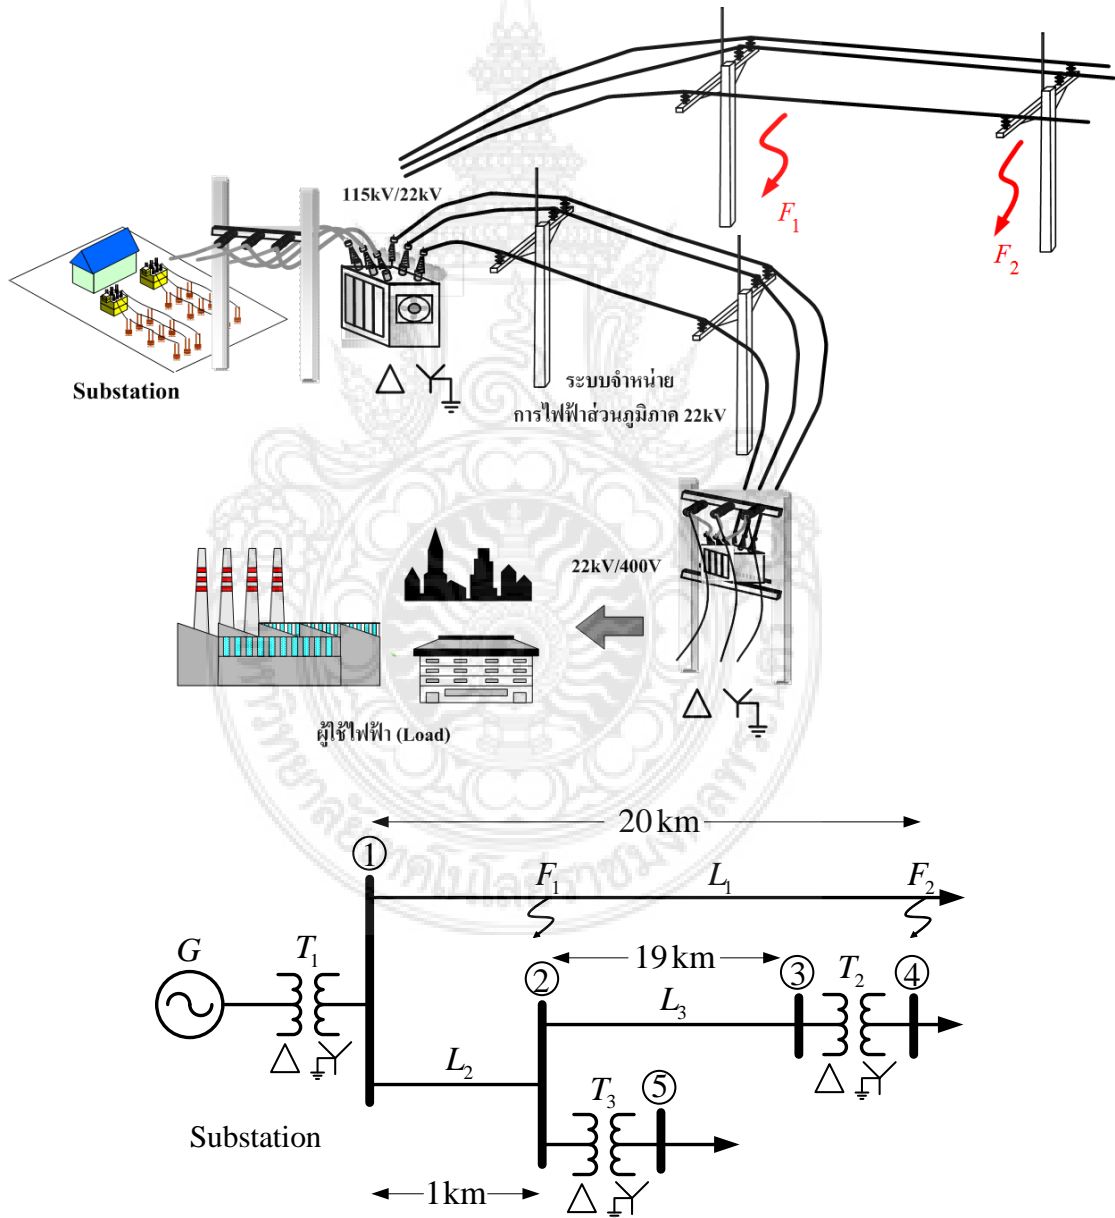 115kV/22kV
F1
F2
Substation
ระบบจำหน่าย
การไฟฟ้าส่วนภูมิภาค 22kV
22kV/400V
ผู้ใช้ไฟฟ้า (Load)
20 km
1
F1
L1
F2
G
T1
2
19 km
3
T2
4
L3
L2
T3
5
Substation
1km